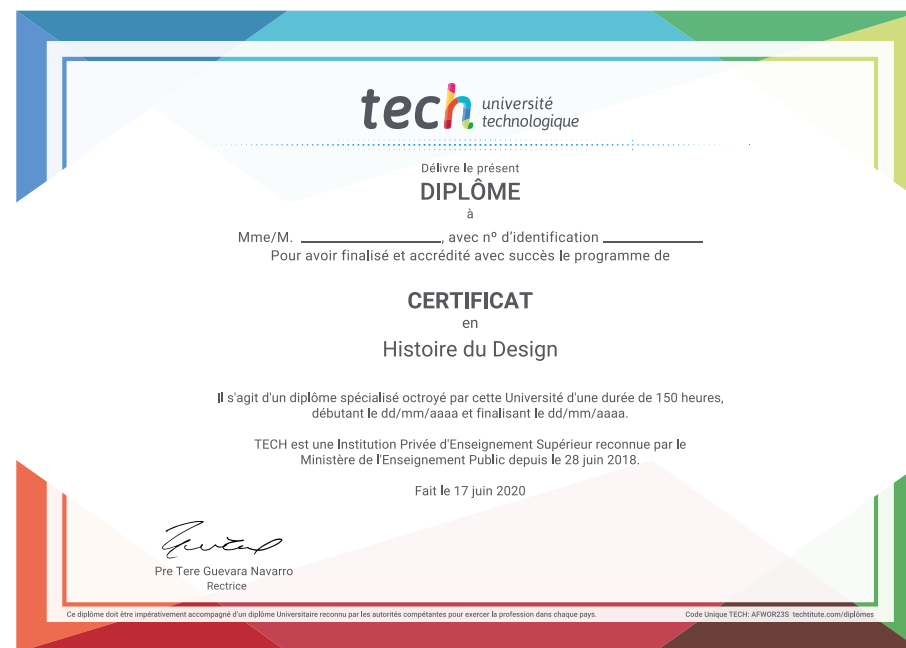 tech université
technologique
Délivre le présent
DIPLÔME
à
Mme/M. ____________________, avec nº d'identification ______________
Pour avoir finalisé et accrédité avec succès le programme de
CERTIFICAT
en
Histoire du Design
Il s'agit d'un diplôme spécialisé octroyé par cette Université d'une durée de 150 heures,
débutant le dd/mm/aaaa et finalisant le dd/mm/aaaa.
TECH est une Institution Privée d'Enseignement Supérieur reconnue par le
Ministère de l'Enseignement Public depuis le 28 juin 2018.
Fait le 17 juin 2020
Pre Tere Guevara Navarro
Rectrice
Ce diplôme doit être impérativement accompagné d'un diplôme Universitaire reconnu par les autorités compétantes pour exercer la profession dans chaque pays. Code Unique TECH: AFWOR23S techtitute.com/diplômes